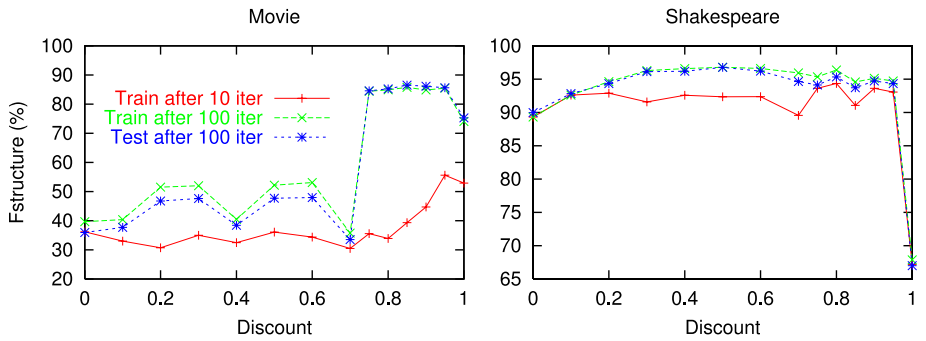 Movie
Fstructure (%)
100
90
80
70
60
50
40
30
20
Train after 10 iter
Train after 100 iter
Test after 100 iter
0 0.2 0.4 0.6 0.8 1
Discount
Shakespeare
100
95
90
85
80
75
70
65
0 0.2 0.4 0.6 0.8 1
Discount